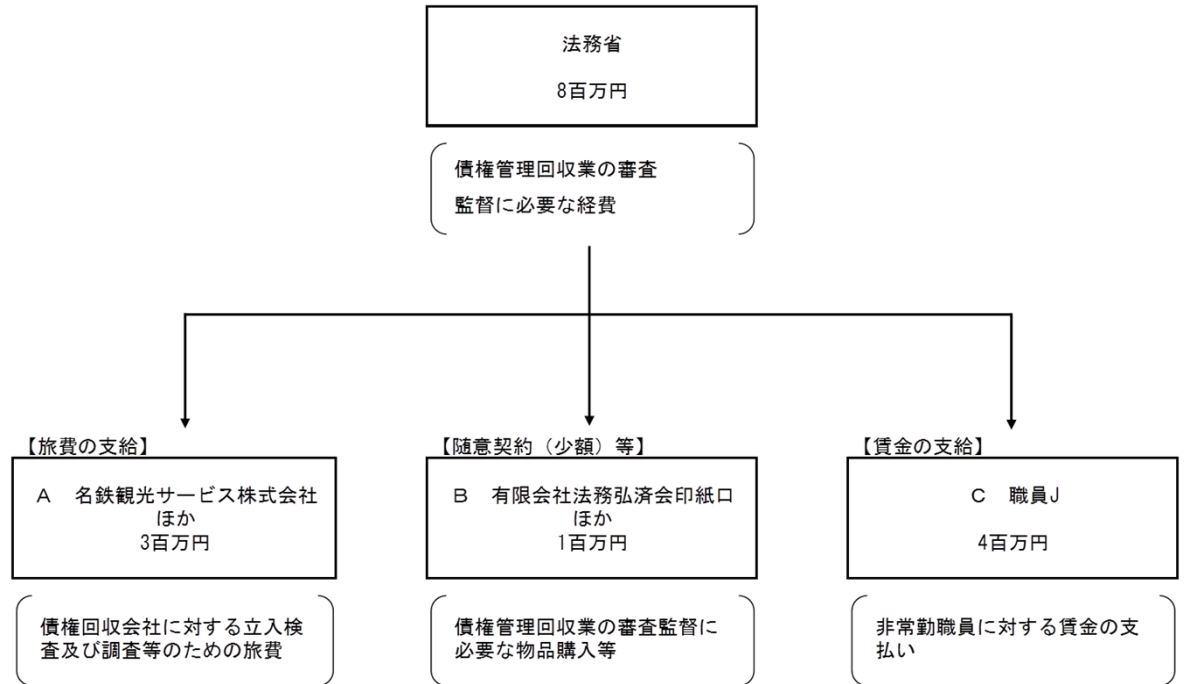 法務省
8百万円
債権管理回収業の審査
監督に必要な経費
【旅費の支給】
A 名鉄観光サービス株式会社
ほか
3百万円
債権回収会社に対する立入検
査及び調査等のための旅費
【随意契約（少額）等】
B 有限会社法務弘済会印紙口
ほか
1百万円
債権管理回収業の審査監督に
必要な物品購入等
【賃金の支給】
C 職員J
4百万円
非常勤職員に対する賃金の支
払い